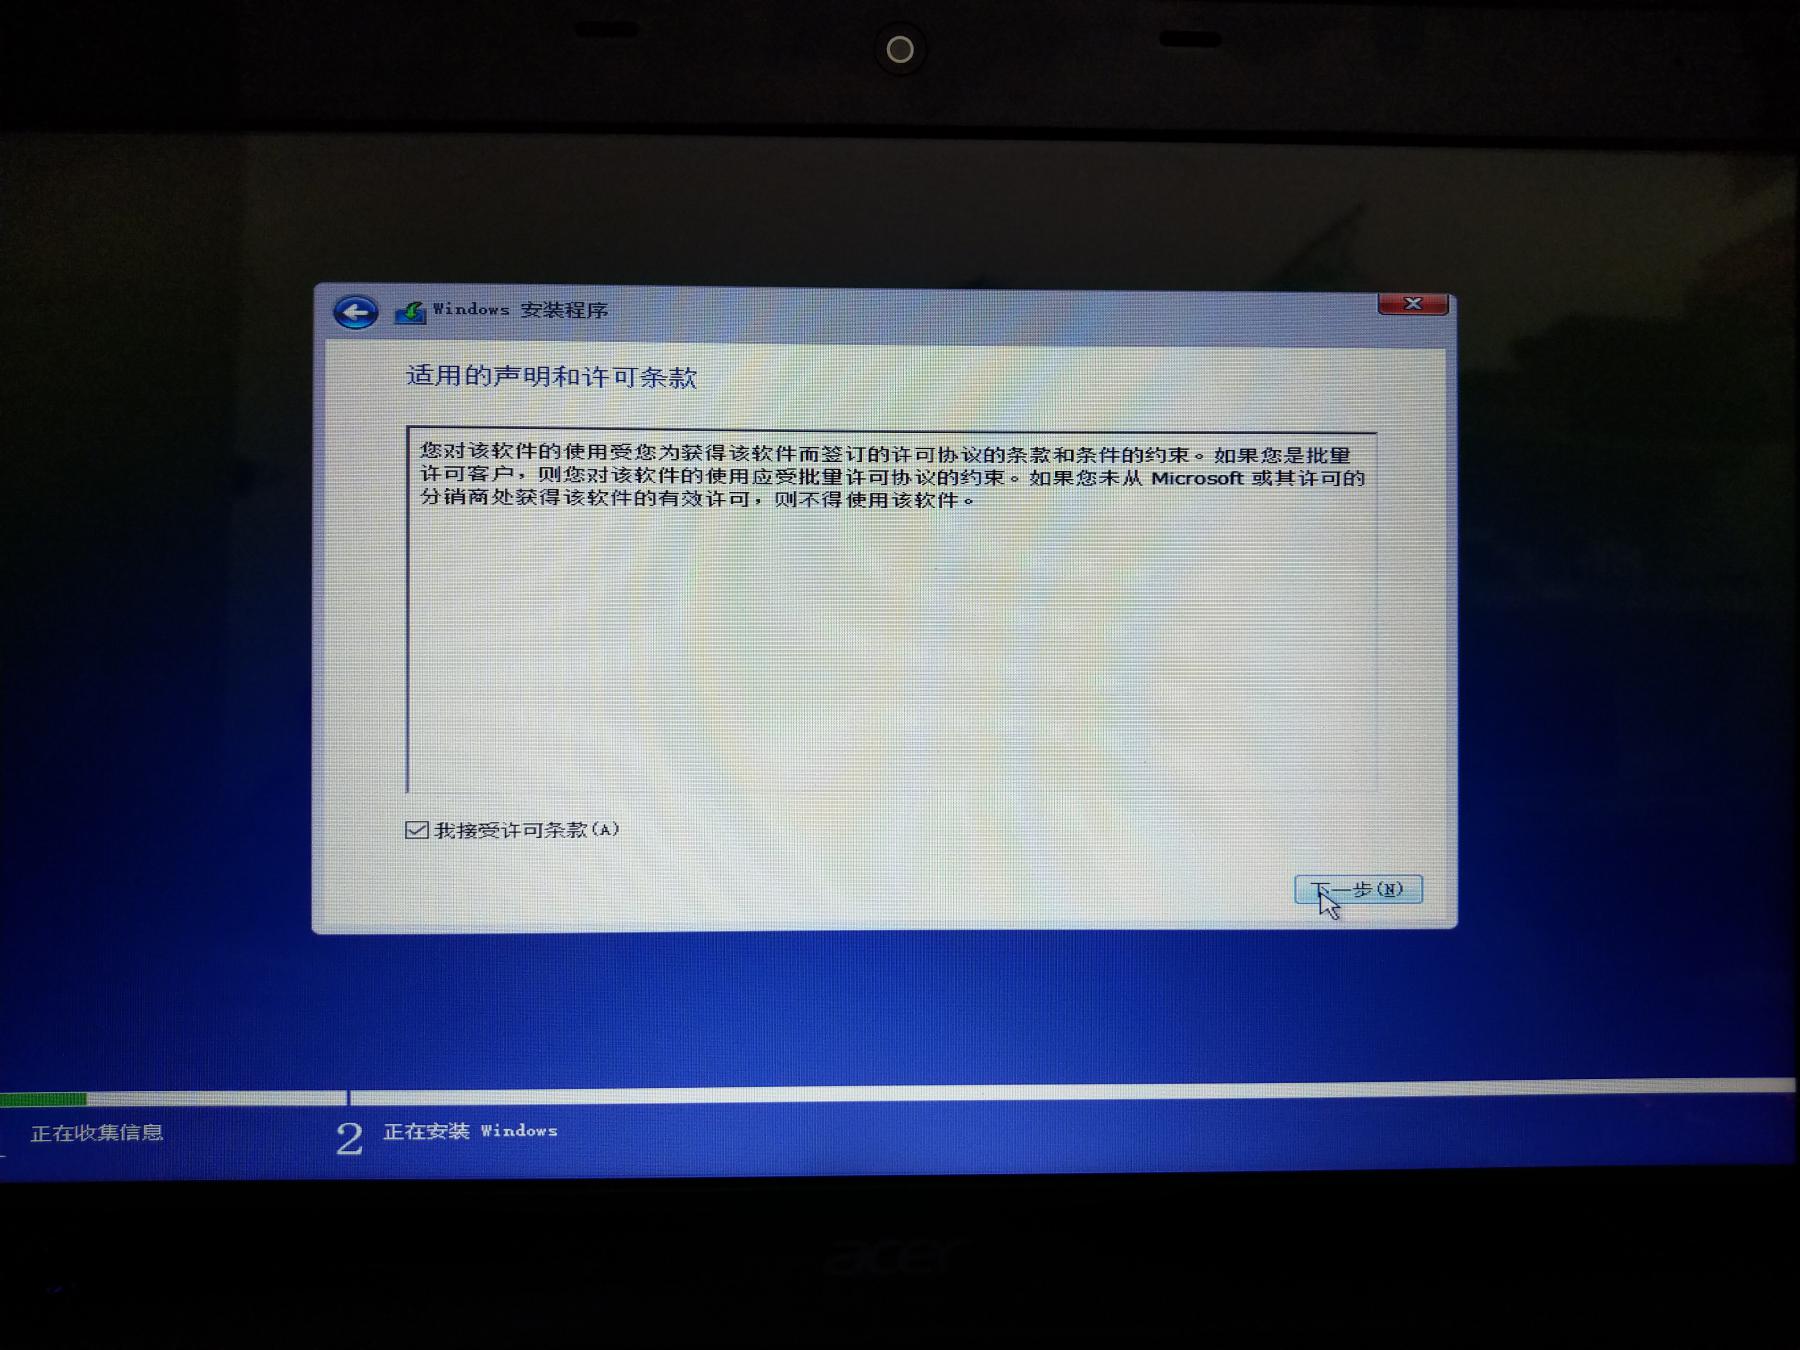 Windows 安装程序
适用的声明和许可条款
您对该软件的使用受您为获得该软件而签订的许可协议的条款和条件的约束。如果您是批量
许可客户，则您对该软件的使用应受批量许可协议的约束。如果您未从 Microsoft 或其许可的
分销商处获得该软件的有效许可，则不得使用该软件。
我接受许可条款(A)
下一步(N)
正在收集信息
2 正在安装 Windows
acer